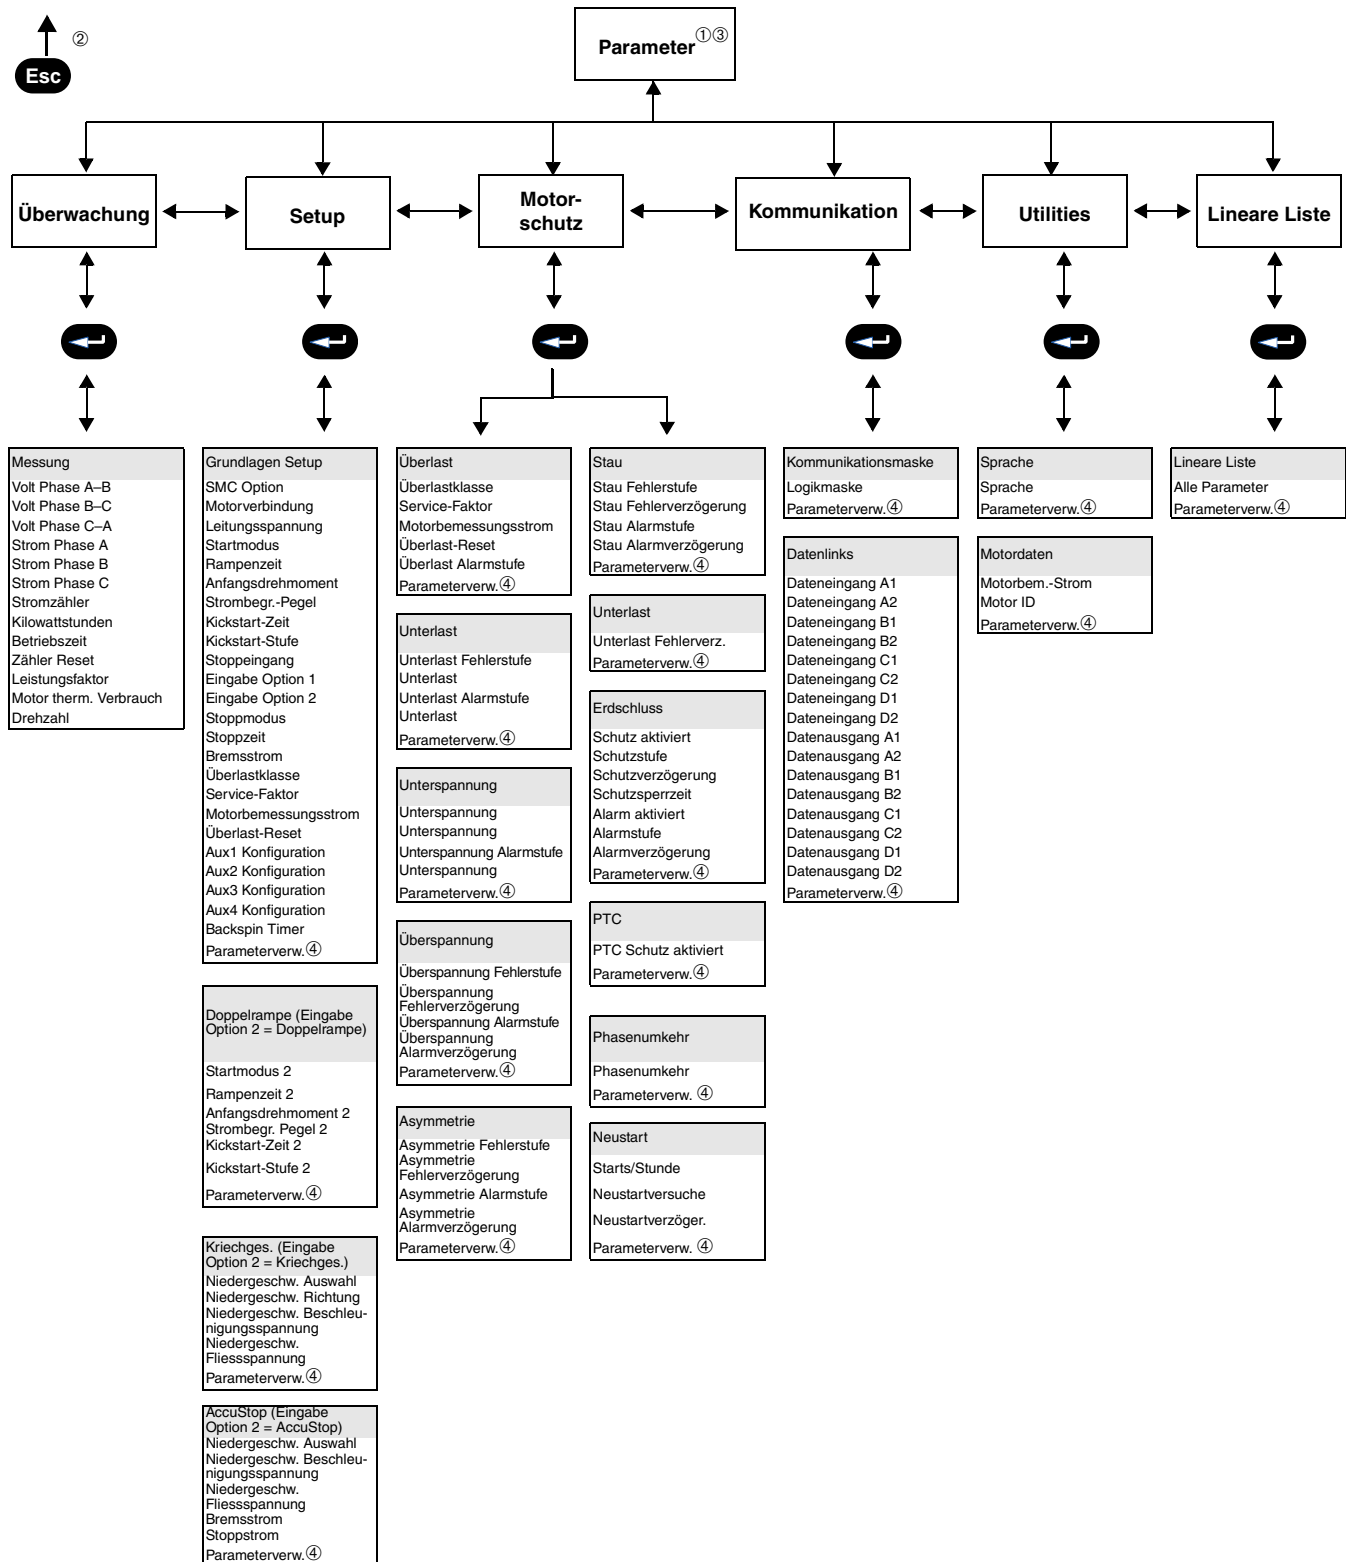 ②
Esc
Parameter①③
Überwachung
Setup
Motor-
schutz
Kommunikation
Utilities
Lineare Liste
Messung
Volt Phase A–B
Volt Phase B–C
Volt Phase C–A
Strom Phase A
Strom Phase B
Strom Phase C
Stromzähler
Kilowattstunden
Betriebszeit
Zähler Reset
Leistungsfaktor
Motor therm. Verbrauch
Drehzahl
Grundlagen Setup
SMC Option
Motorverbindung
Leitungsspannung
Startmodus
Rampenzeit
Anfangsdrehmoment
Strombegr.-Pegel
Kickstart-Zeit
Kickstart-Stufe
Stoppeingang
Eingabe Option 1
Eingabe Option 2
Stoppmodus
Stoppzeit
Bremsstrom
Überlastklasse
Service-Faktor
Motorbemessungsstrom
Überlast-Reset
Aux1 Konfiguration
Aux2 Konfiguration
Aux3 Konfiguration
Aux4 Konfiguration
Backspin Timer
Parameterverw.④
Doppelrampe (Eingabe
Option 2 = Doppelrampe)
Startmodus 2
Rampenzeit 2
Anfangsdrehmoment 2
Strombegr. Pegel 2
Kickstart-Zeit 2
Kickstart-Stufe 2
Parameterverw.④
Kriechges. (Eingabe
Option 2 = Kriechges.)
Niedergeschw. Auswahl
Niedergeschw. Richtung
Niedergeschw. Beschleu-
nigungsspannung
Niedergeschw.
Fliessspannung
Parameterverw.④
AccuStop (Eingabe
Option 2 = AccuStop)
Niedergeschw. Auswahl
Niedergeschw. Beschleu-
nigungsspannung
Niedergeschw.
Fliessspannung
Bremsstrom
Stoppstrom
Parameterverw.④
Überlast
Überlastklasse
Service-Faktor
Motorbemessungsstrom
Überlast-Reset
Überlast Alarmstufe
Parameterverw.④
Unterlast
Unterlast Fehlerstufe
Unterlast
Unterlast Alarmstufe
Unterlast
Parameterverw.④
Unterspannung
Unterspannung
Unterspannung
Unterspannung Alarmstufe
Unterspannung
Parameterverw.④
Überspannung
Überspannung Fehlerstufe
Überspannung
Fehlerverzögerung
Überspannung Alarmstufe
Überspannung
Alarmverzögerung
Parameterverw.④
Asymmetrie
Asymmetrie Fehlerstufe
Asymmetrie
Fehlerverzögerung
Asymmetrie Alarmstufe
Asymmetrie
Alarmverzögerung
Parameterverw.④
Stau
Stau Fehlerstufe
Stau Fehlerverzögerung
Stau Alarmstufe
Stau Alarmverzögerung
Parameterverw.④
Unterlast
Unterlast Fehlerverz.
Parameterverw.④
Erdschluss
Schutz aktiviert
Schutzstufe
Schutzverzögerung
Schutzsperrzeit
Alarm aktiviert
Alarmstufe
Alarmverzögerung
Parameterverw.④
PTC
PTC Schutz aktiviert
Parameterverw.④
Phasenumkehr
Phasenumkehr
Parameterverw. ④
Neustart
Starts/Stunde
Neustartversuche
Neustartverzöger.
Parameterverw. ④
Kommunikationsmaske
Logikmaske
Parameterverw.④
Datenlinks
Dateneingang A1
Dateneingang A2
Dateneingang B1
Dateneingang B2
Dateneingang C1
Dateneingang C2
Dateneingang D1
Dateneingang D2
Datenausgang A1
Datenausgang A2
Datenausgang B1
Datenausgang B2
Datenausgang C1
Datenausgang C2
Datenausgang D1
Datenausgang D2
Parameterverw.④
Sprache
Sprache
Parameterverw.④
Motordaten
Motorbem.-Strom
Motor ID
Parameterverw.④
Lineare Liste
Alle Parameter
Parameterverw.④